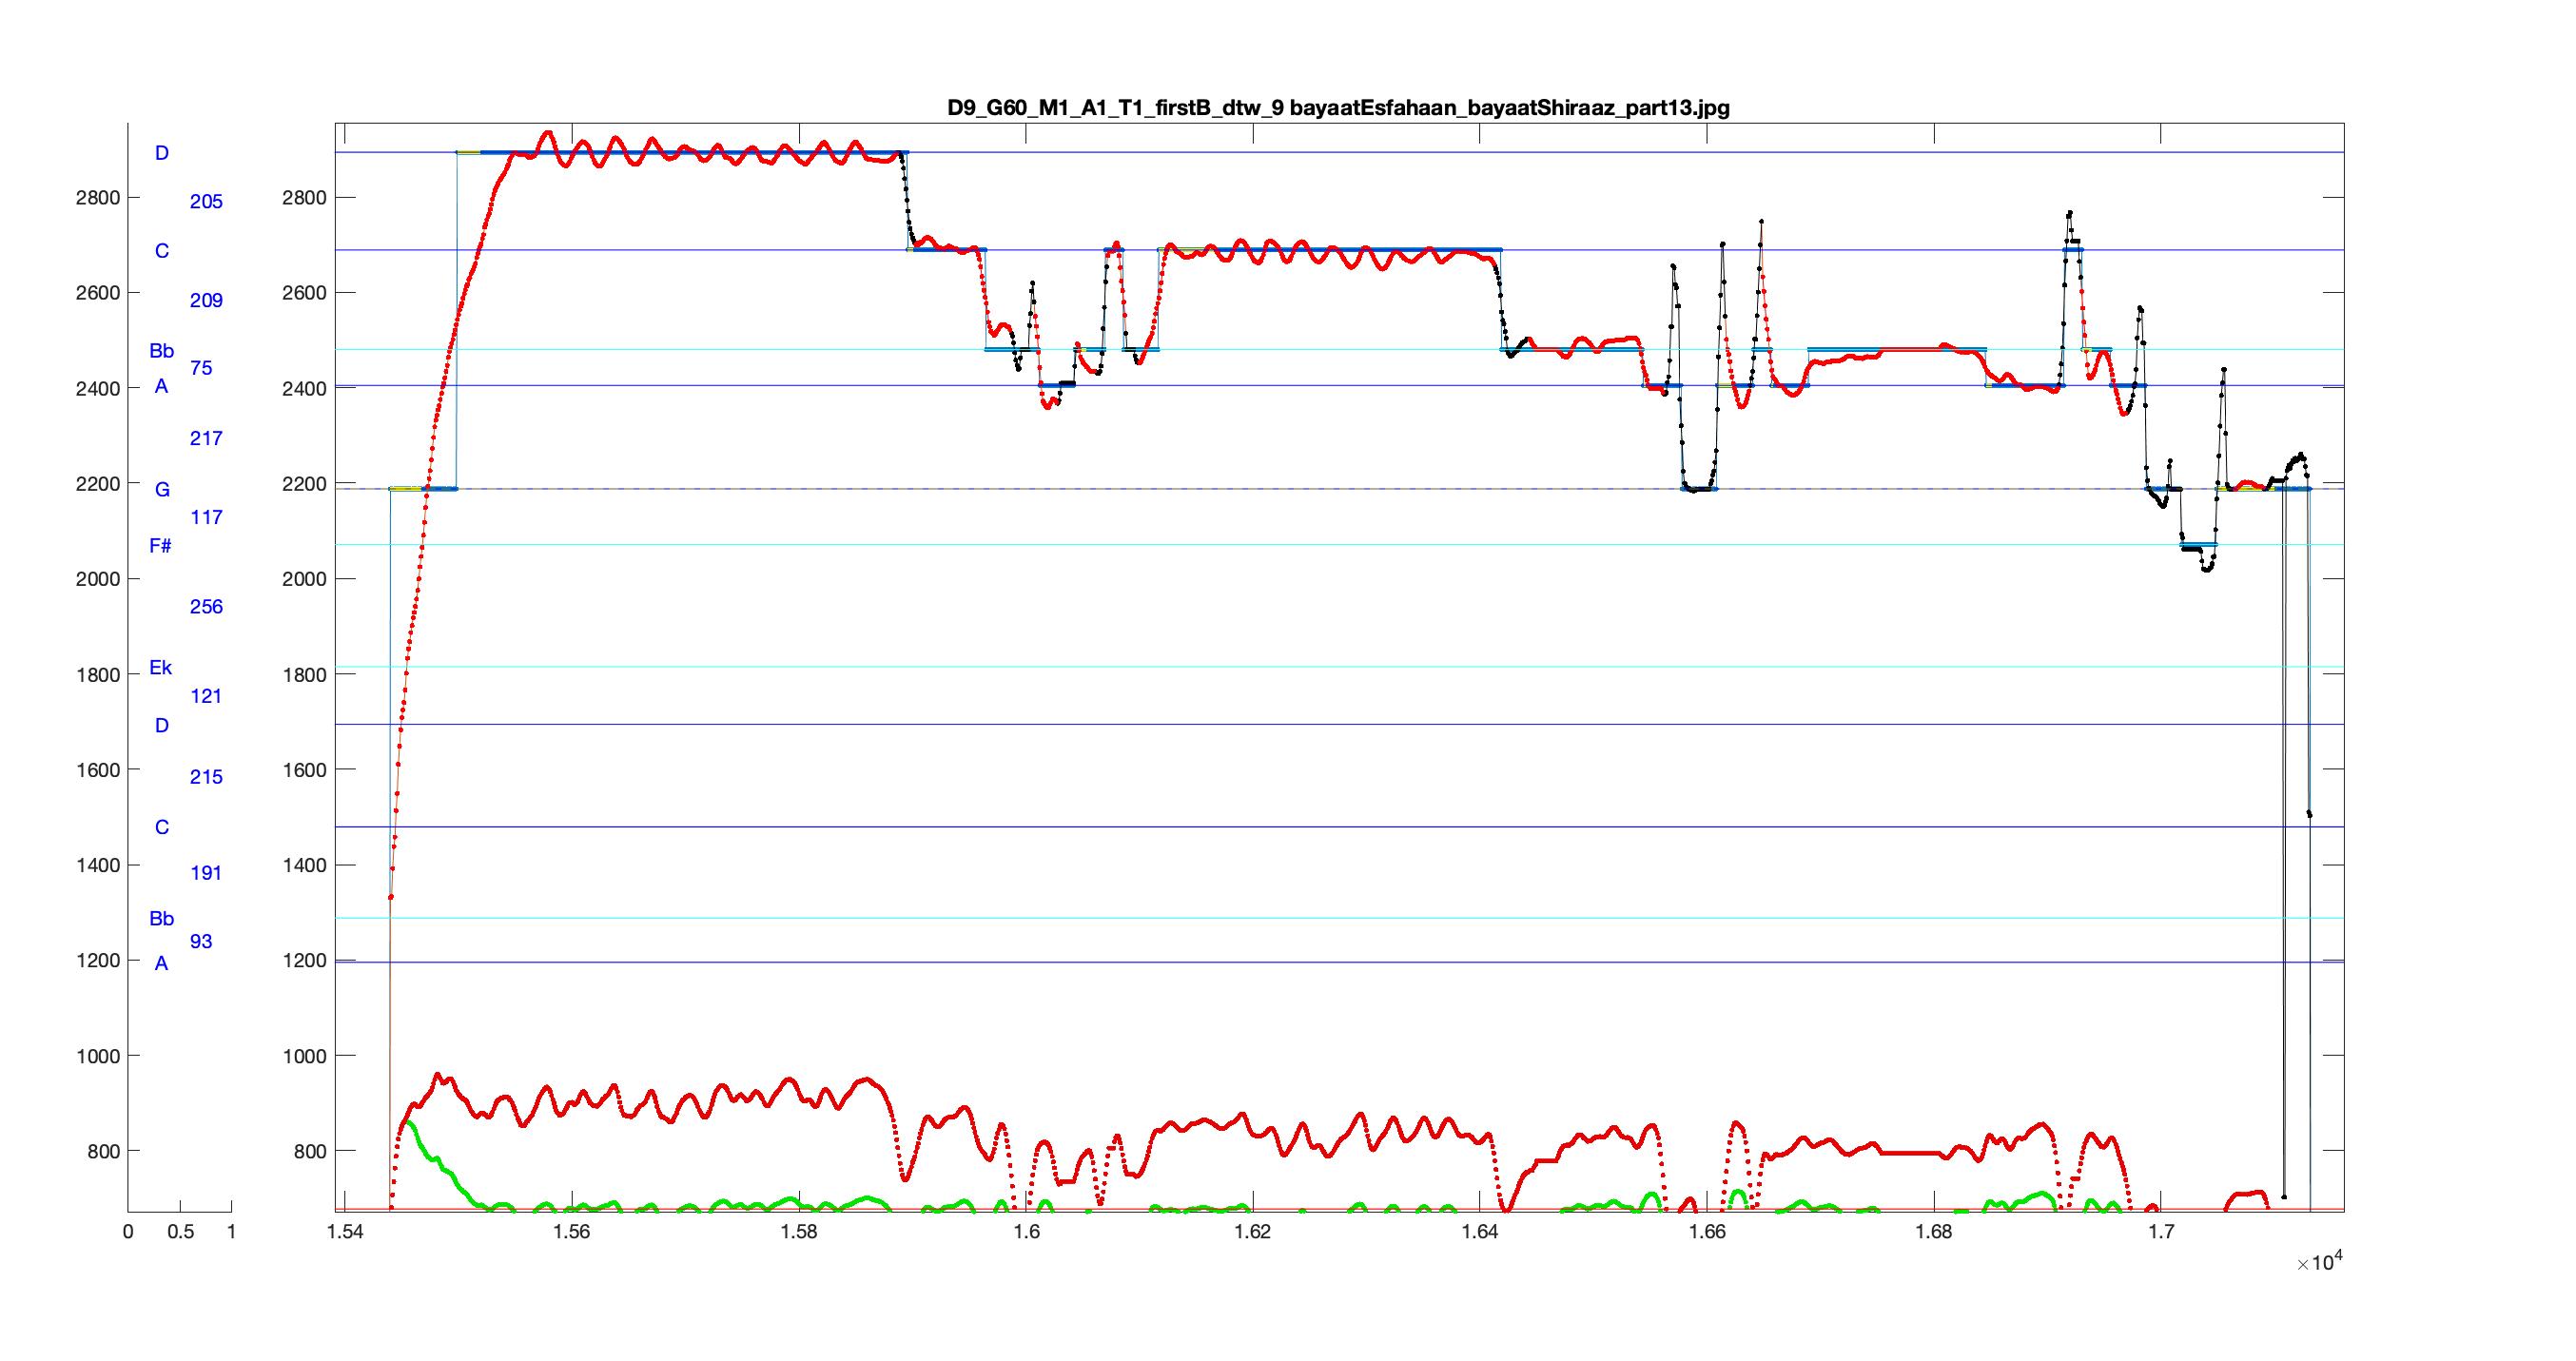 D9_G60_M1_A1_T1_firstB_dtw_9 bayaatEsfahaan_bayaatShiraaz_part13.jpg
D
2800 205 2800
C
2600 209 2600
Bb
75
2400 A 2400
217
2200 G 2200
117
F#
2000 2000
256
Ek
1800 1800
121
D
1600 215 1600
C
1400 191 1400
Bb
93
1200 A 1200
1000 1000
800 800
0 0.5 1 1.54 1.56 1.58 1.6 1.62 1.64 1.66 1.68 1.7
×10^4